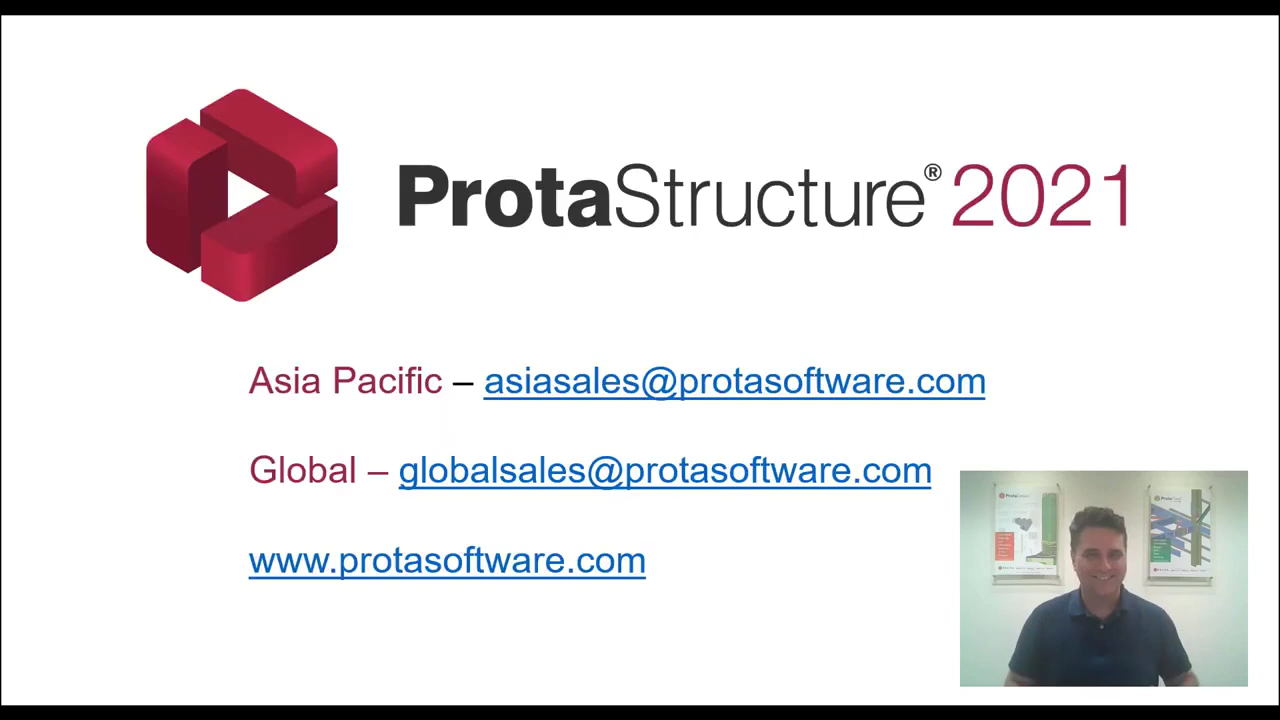 ProtaStructure® 2021
Asia Pacific – asiasales@protasoftware.com
Global – globalsales@protasoftware.com
www.protasoftware.com